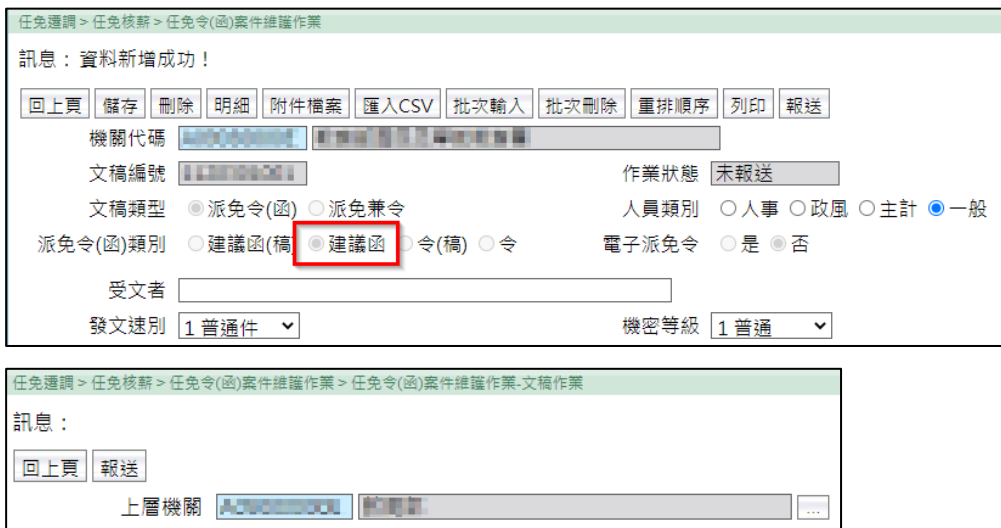 任免遷調>任免核薪>任免令(函)案件維護作業
訊息：資料新增成功！
回上頁 儲存 刪除 明細 附件檔案 匯入CSV 批次輸入 批次刪除 重排順序 列印 報送
機關代碼
文稿編號 作業狀態 未報送
文稿類型 派免令(函) 派免兼令 人員類別 人事 政風 主計 一般
派免令(函)類別 建議函(稿) 建議函 令(稿) 令 電子派免令 是 否
受文者
發文速別 1 普通件 機密等級 1 普通
任免遷調>任免核薪>任免令(函)案件維護作業>任免令(函)案件維護作業-文稿作業
訊息：
回上頁 報送
上層機關 ...